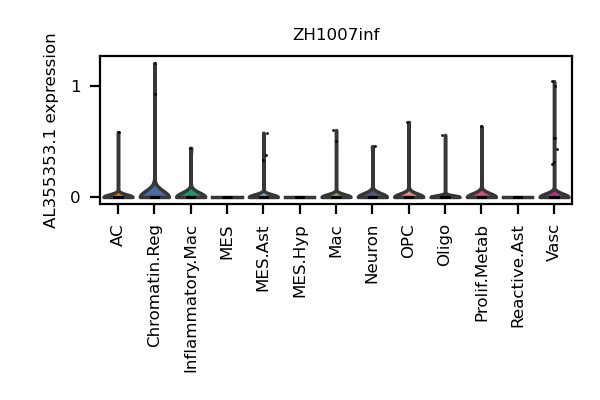 ZH1007inf
AL355353.1 expression
1
0
AC
Chromatin.Reg
Inflammatory.Mac
MES
MES.Ast
MES.Hyp
Mac
Neuron
OPC
Oligo
Prolif.Metab
Reactive.Ast
Vasc